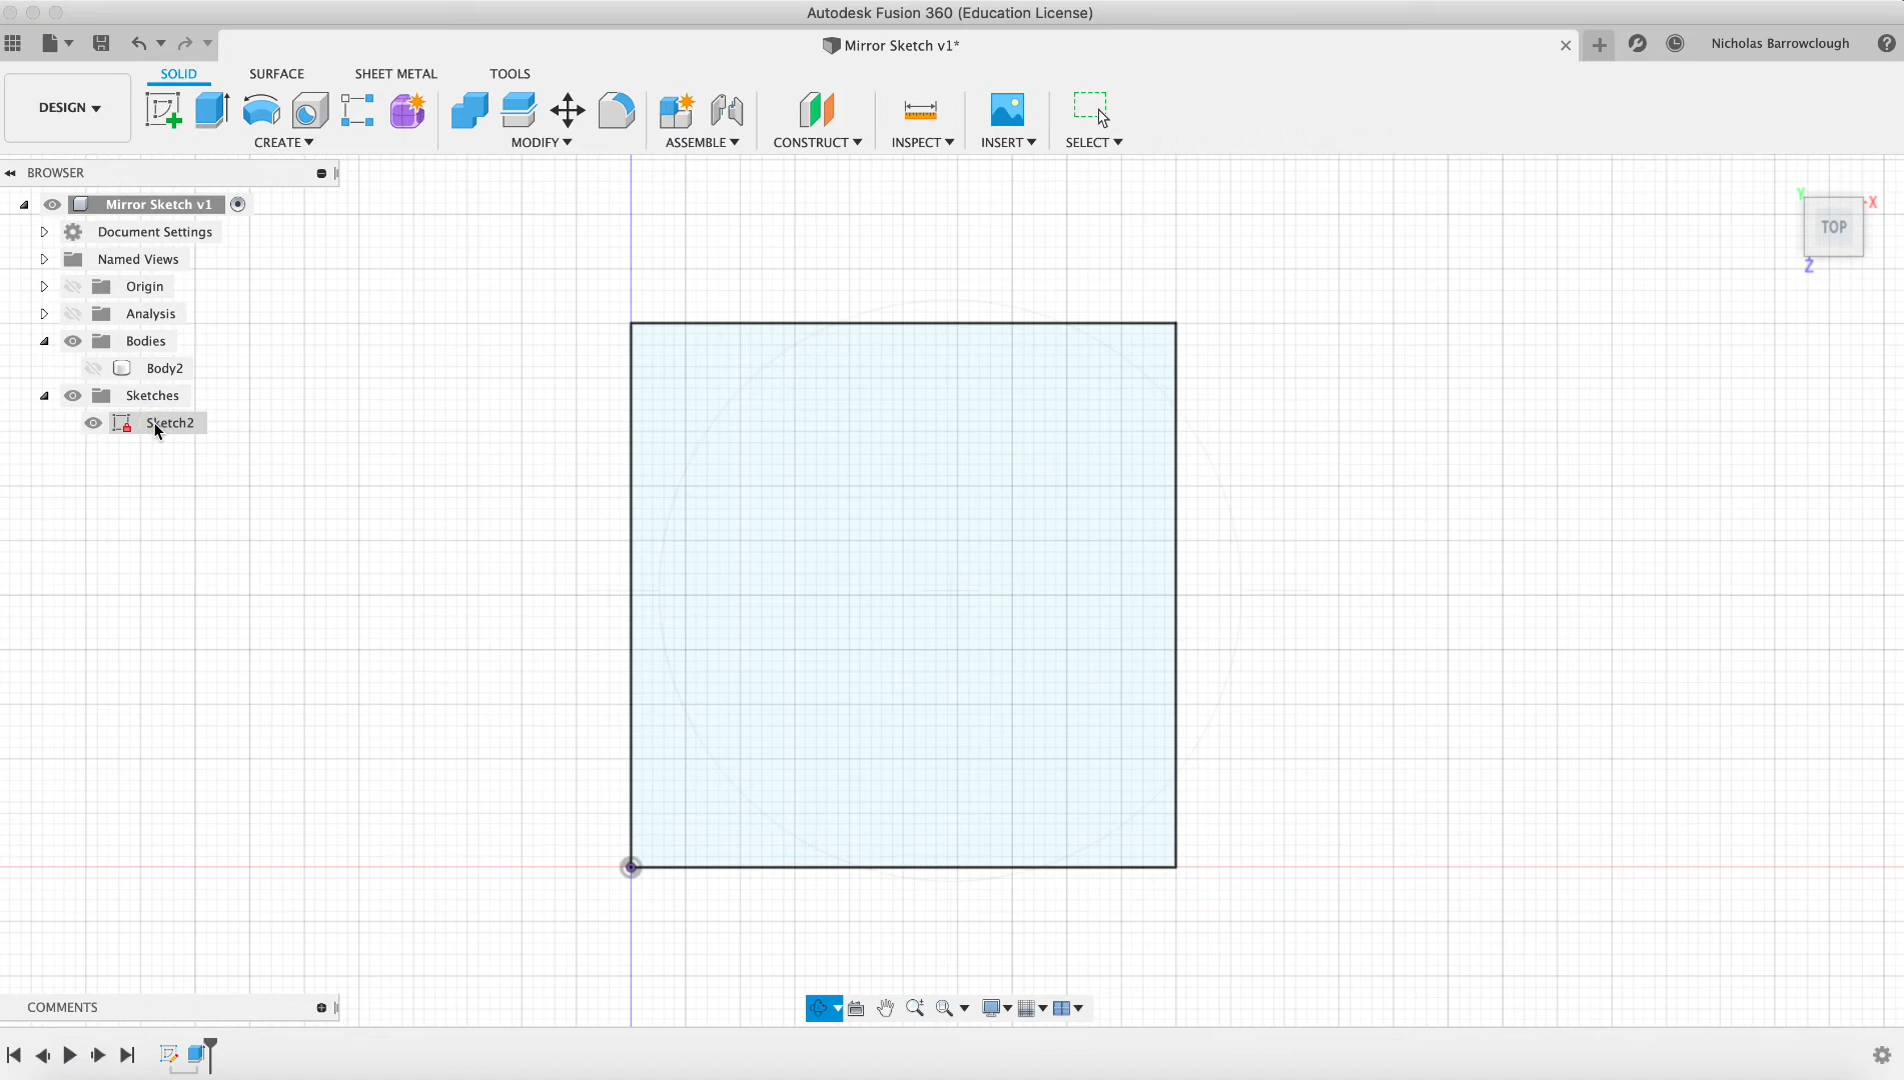 Autodesk Fusion 360 (Education License)
Mirror Sketch v1*
Nicholas Barrowclough
DESIGN
SOLID
SURFACE
SHEET METAL
TOOLS
CREATE
MODIFY
ASSEMBLE
CONSTRUCT
INSPECT
INSERT
SELECT
BROWSER
Mirror Sketch v1
Document Settings
Named Views
Origin
Analysis
Bodies
Body2
Sketches
Sketch2
Y
X
TOP
Z
COMMENTS